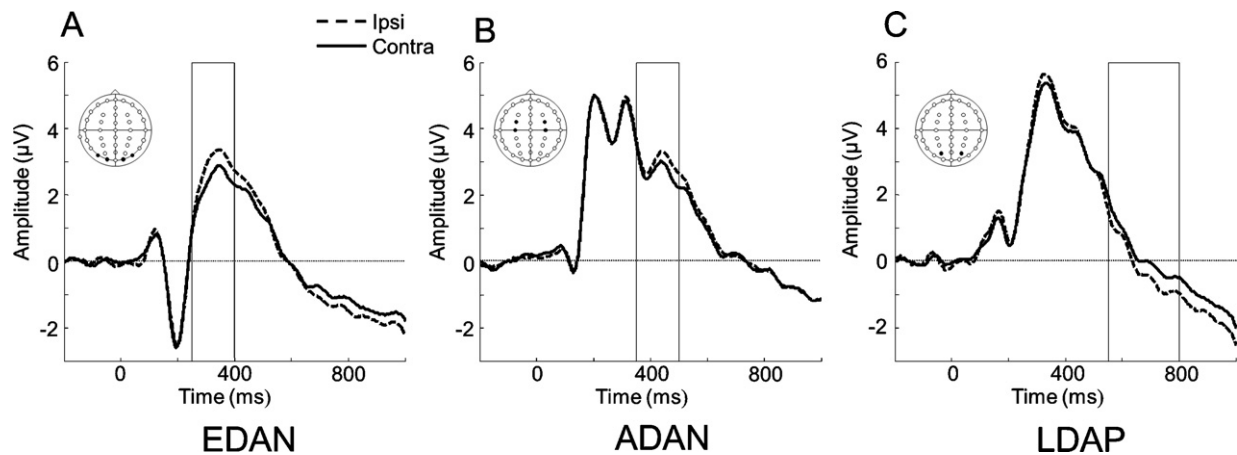 A
Ipsi
Contra
B
C
6
4
2
0
-2
Amplitude (µV)
0 400 800
Time (ms)
EDAN
6
4
2
0
-2
Amplitude (µV)
0 400 800
Time (ms)
ADAN
6
4
2
0
-2
Amplitude (µV)
0 400 800
Time (ms)
LDAP